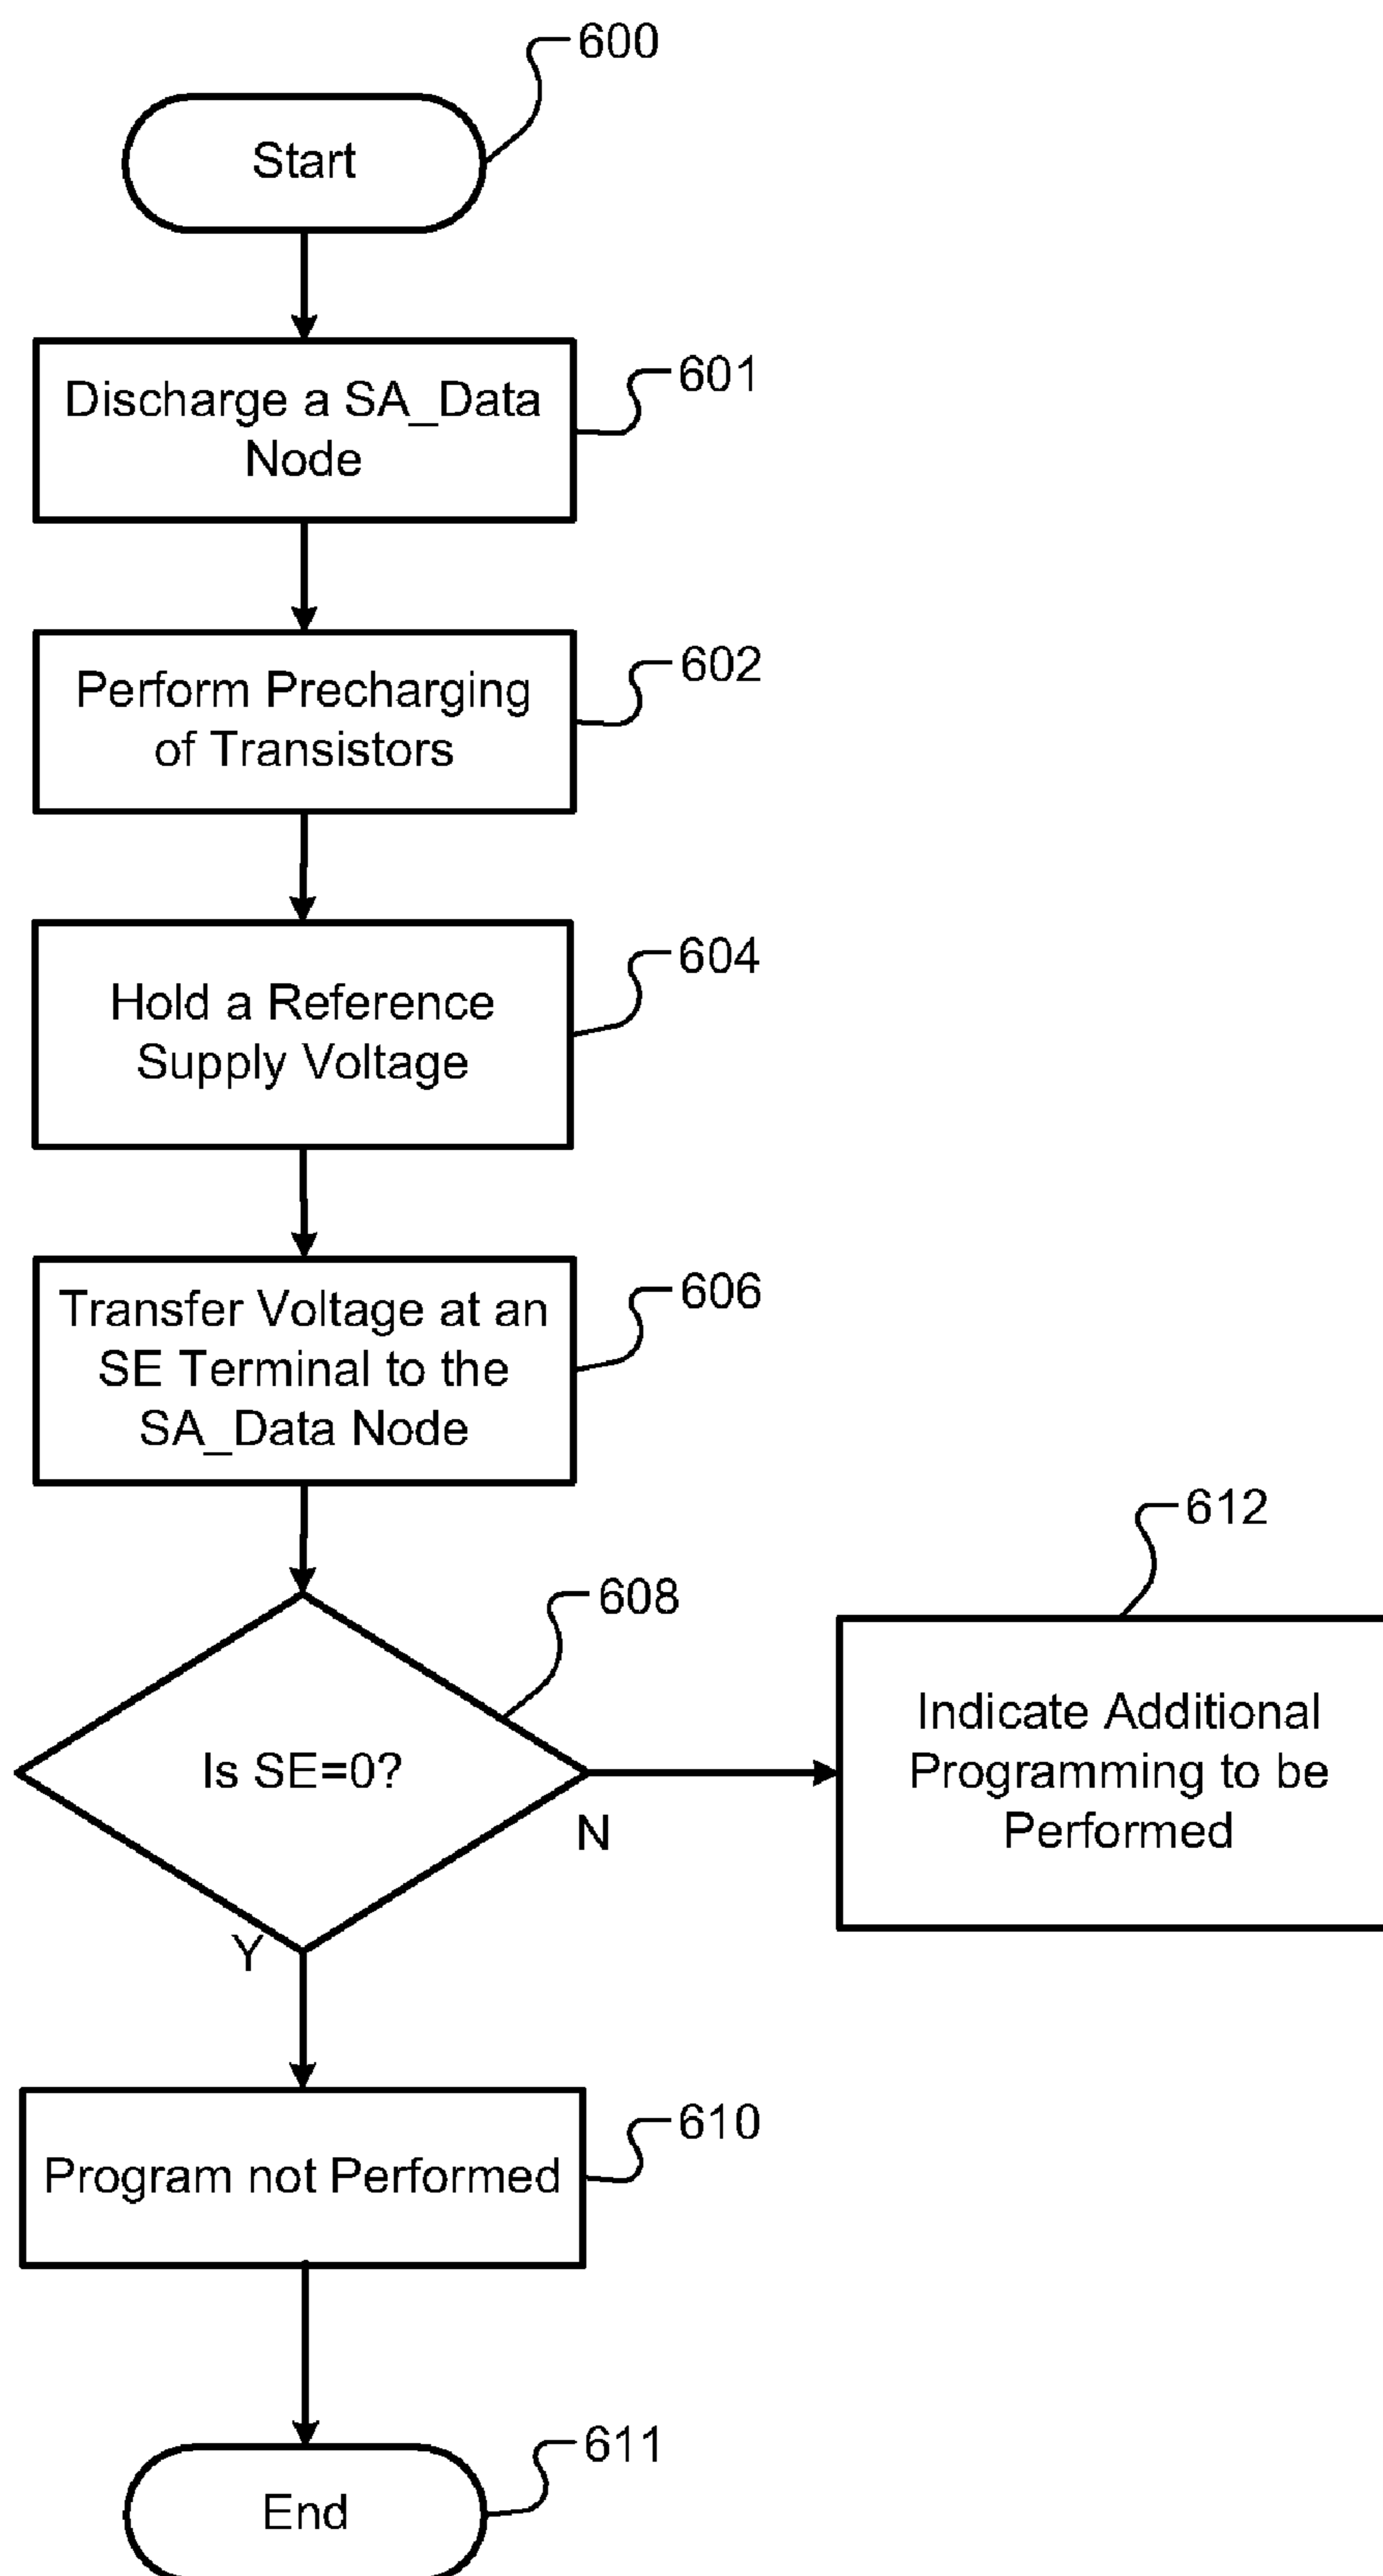 600
Start
601
Discharge a SA_Data
Node
602
Perform Precharging
of Transistors
604
Hold a Reference
Supply Voltage
606
Transfer Voltage at an
SE Terminal to the
SA_Data Node
608
Is SE=0?
N
Y
612
Indicate Additional
Programming to be
Performed
610
Program not Performed
611
End